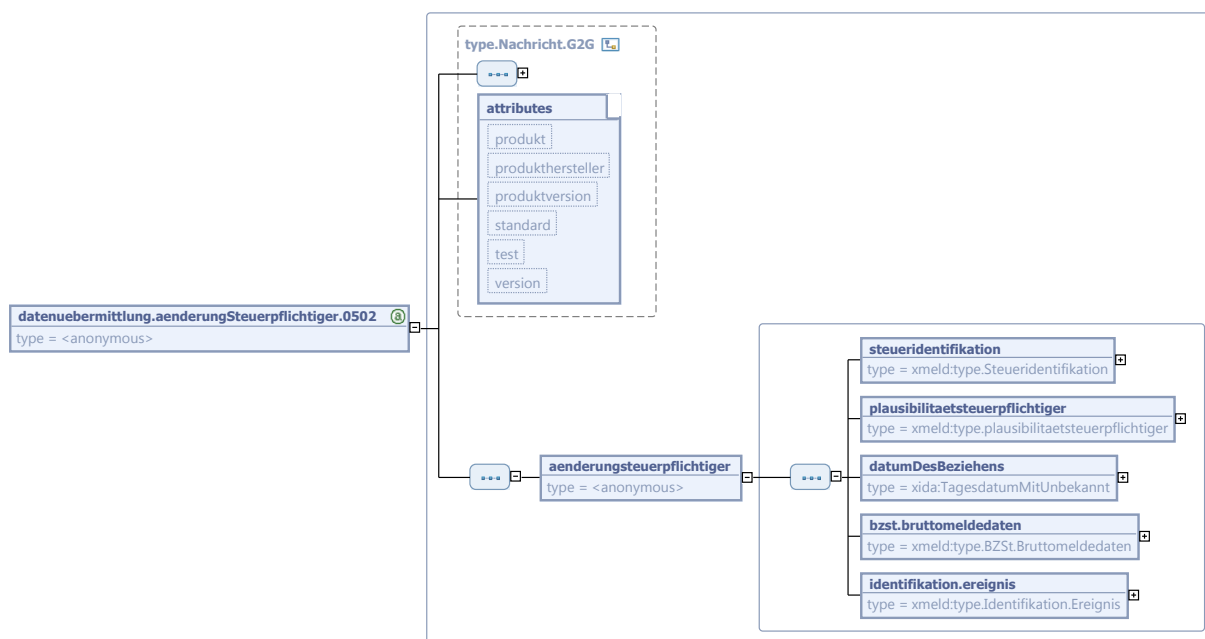 type.Nachricht.G2G
attributes
produkt
produkthersteller
produktversion
standard
test
version
datenuebermittlung.aenderungSteuerpflichtiger.0502 a
type = <anonymous>
aenderungsteuerpflichtiger
type = <anonymous>
steueridentifikation
type = xmeld:type.Steueridentifikation
plausibilitaetsteuerpflichtiger
type = xmeld:type.plausibilitaetsteuerpflichtiger
datumDesBeziehens
type = xida:TagesdatumMitUnbekannt
bzst.bruttomeldedaten
type = xmeld:type.BZSt.Bruttomeldedaten
identifikation.ereignis
type = xmeld:type.Identifikation.Ereignis